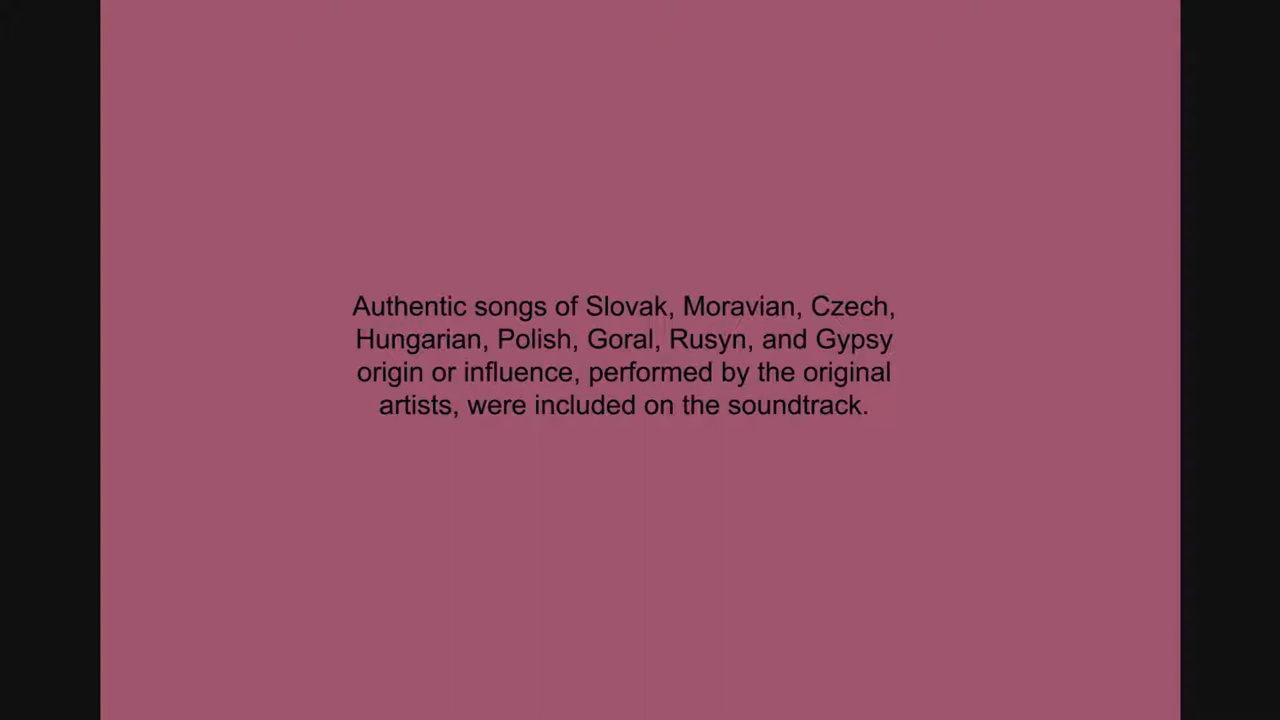 Authentic songs of Slovak, Moravian, Czech,
Hungarian, Polish, Goral, Rusyn, and Gypsy
origin or influence, performed by the original
artists, were included on the soundtrack.